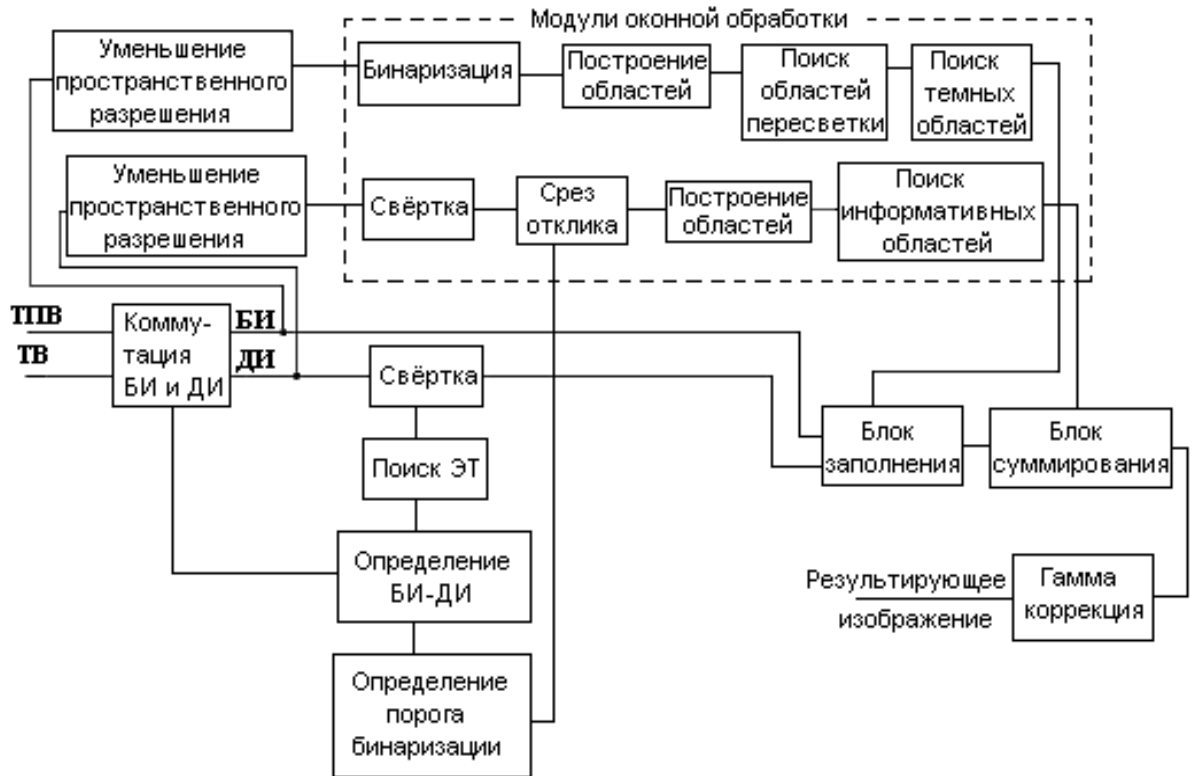 Модули оконной обработки
Уменьшение
пространственного
разрешения
Бинаризация
Построение
областей
Поиск
областей
пересветки
Поиск
темных
областей
Уменьшение
пространственного
разрешения
Свёртка
Срез
отклика
Построение
областей
Поиск
информативных
областей
ТПВ
ТВ
Комму-
тация
БИ и ДИ
БИ
ДИ
Свёртка
Поиск ЭТ
Определение
БИ-ДИ
Определение
порога
бинаризации
Блок
заполнения
Блок
суммирования
Результирующее
изображение
Гамма
коррекция